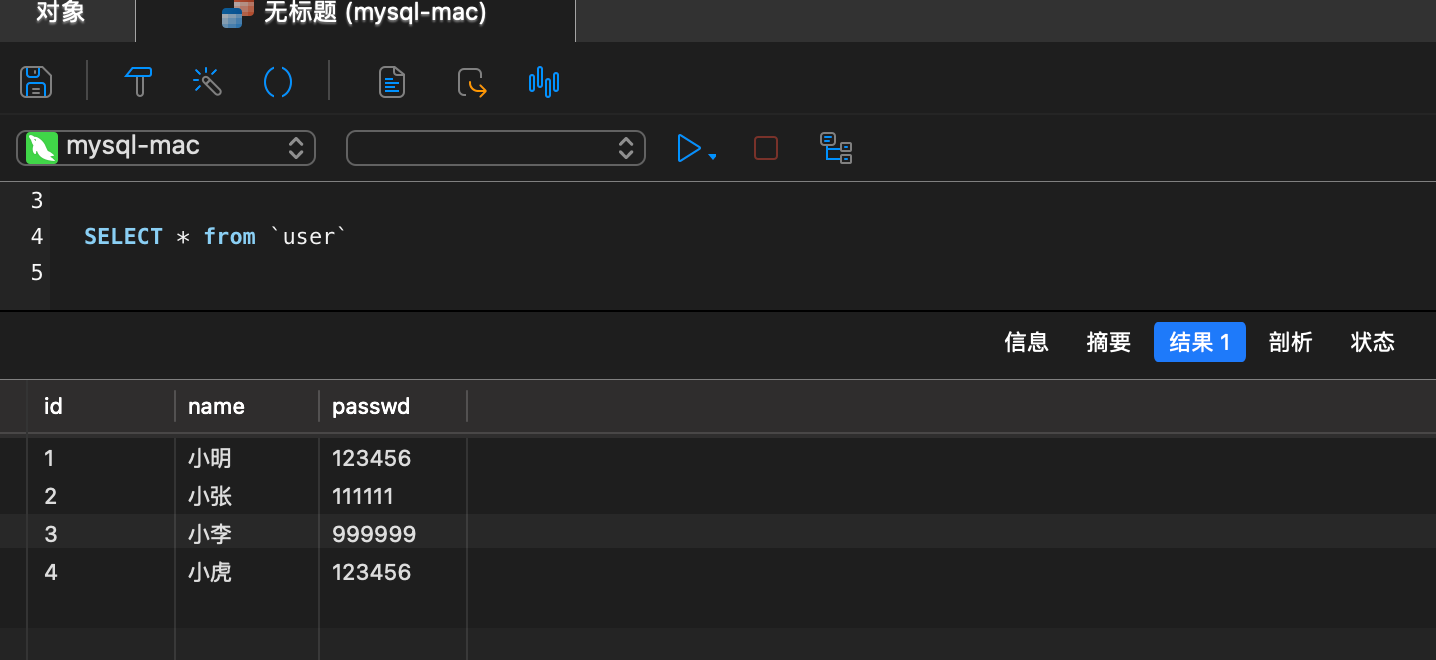 对象 无标题 (mysql-mac)
mysql-mac
3
4 SELECT * from `user`
5
信息 摘要 结果 1 剖析 状态
id name passwd
1 小明 123456
2 小张 111111
3 小李 999999
4 小虎 123456